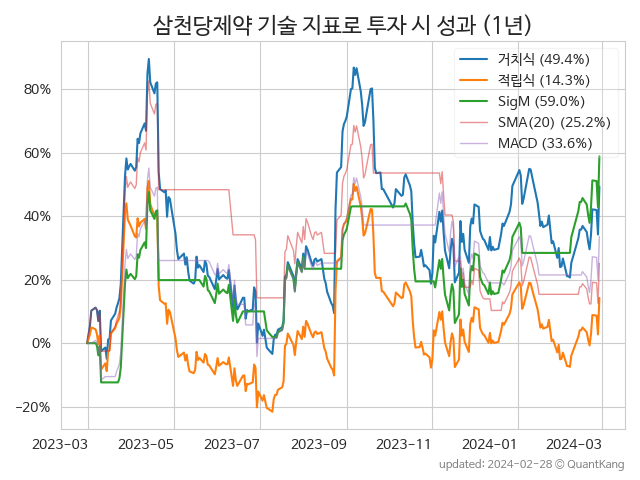 삼천당제약 기술 지표로 투자 시 성과 (1년)
거치식 (49.4%)
적립식 (14.3%)
SigM (59.0%)
SMA(20) (25.2%)
MACD (33.6%)
80%
60%
40%
20%
0%
−20%
2023-03
2023-05
2023-07
2023-09
2023-11
2024-01
2024-03
updated: 2024-02-28 ⓒ QuantKang